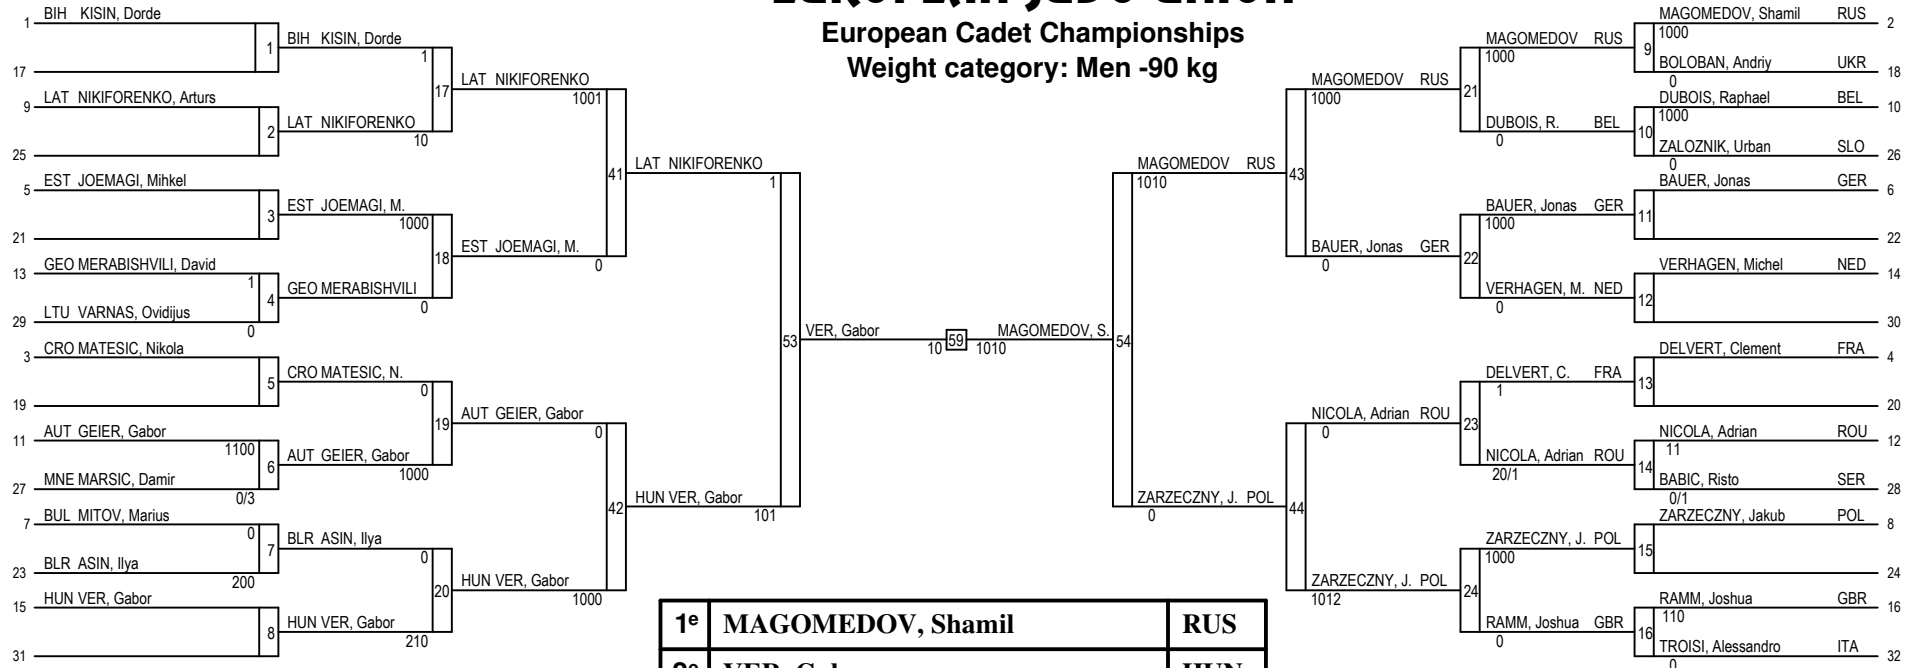 European Cadet Championships
Weight category: Men -90 kg
1 BIH KISIN, Dorde
17
1
BIH KISIN, Dorde
1
9 LAT NIKIFORENKO, Arturs
25
2
LAT NIKIFORENKO
10
17
LAT NIKIFORENKO
1001
5 EST JOEMAGI, Mihkel
21
3
EST JOEMAGI, M.
1000
13 GEO MERABISHVILI, David
1
29 LTU VARNAS, Ovidijus
0
4
GEO MERABISHVILI
0
18
EST JOEMAGI, M.
0
41
LAT NIKIFORENKO
1
3 CRO MATESIC, Nikola
19
5
CRO MATESIC, N.
0
11 AUT GEIER, Gabor
1100
27 MNE MARSIC, Damir
0/3
6
AUT GEIER, Gabor
1000
19
AUT GEIER, Gabor
0
7 BUL MITOV, Marius
0
23 BLR ASIN, Ilya
200
7
BLR ASIN, Ilya
0
15 HUN VER, Gabor
31
8
HUN VER, Gabor
210
20
HUN VER, Gabor
1000
42
HUN VER, Gabor
101
53
VER, Gabor
10
59
MAGOMEDOV, S.
1010
54
MAGOMEDOV RUS
1010
43
MAGOMEDOV RUS
1000
21
MAGOMEDOV RUS
1000
9
MAGOMEDOV, Shamil RUS 2
1000
BOLOBAN, Andriy UKR 18
0
DUBOIS, R. BEL
0
10
DUBOIS, Raphael BEL 10
1000
ZALOZNIK, Urban SLO 26
0
BAUER, Jonas GER
0
22
BAUER, Jonas GER
1000
11
BAUER, Jonas GER 6
22
VERHAGEN, M. NED
0
12
VERHAGEN, Michel NED 14
30
ZARZECZNY, J. POL
0
44
NICOLA, Adrian ROU
0
23
DELVERT, C. FRA
1
13
DELVERT, Clement FRA 4
20
NICOLA, Adrian ROU
20/1
14
NICOLA, Adrian ROU 12
11
BABIC, Risto SER 28
0/1
ZARZECZNY, J. POL
1012
24
ZARZECZNY, J. POL
1000
15
ZARZECZNY, Jakub POL 8
24
RAMM, Joshua GBR
0
16
RAMM, Joshua GBR 16
110
TROISI, Alessandro ITA 32
0
1e MAGOMEDOV, Shamil RUS